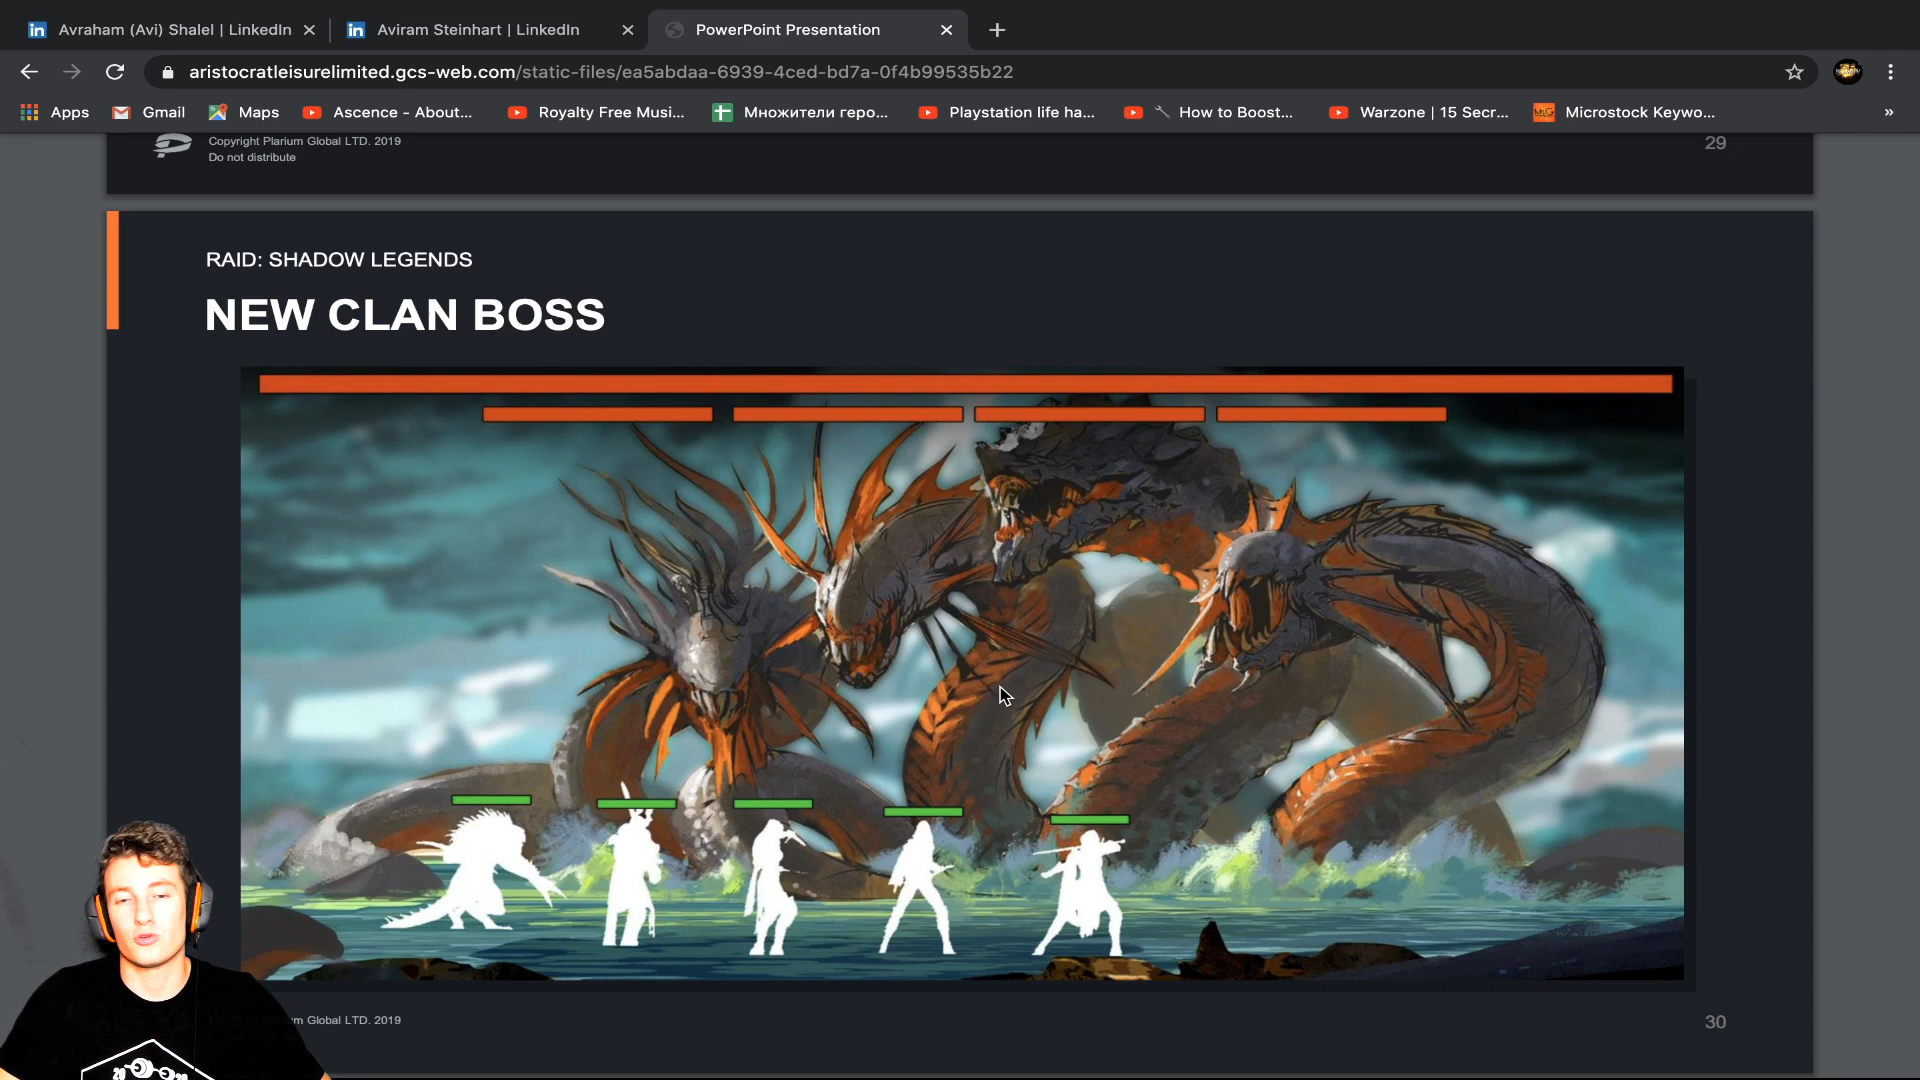 Avraham (Avi) Shalel | LinkedIn
Aviram Steinhart | LinkedIn
PowerPoint Presentation
aristocratleisurelimited.gcs-web.com/static-files/ea5abdaa-6939-4ced-bd7a-0f4b99535b22
Apps
Gmail
Maps
Ascence - About...
Royalty Free Musi...
Множители геро...
Playstation life ha...
How to Boost...
Warzone | 15 Secr...
Microstock Keywo...
»
Copyright Plarium Global LTD. 2019
Do not distribute
29
RAID: SHADOW LEGENDS
NEW CLAN BOSS
Global LTD. 2019
30